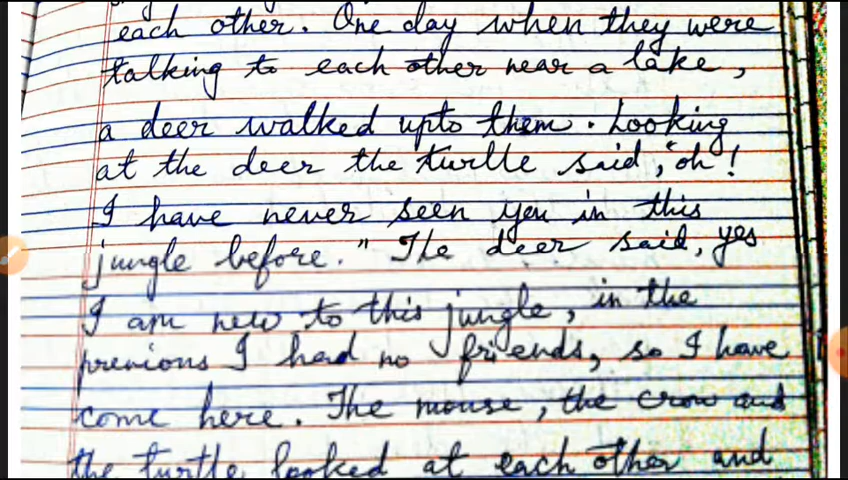 each other. One day when they were
talking to each other near a lake,
a deer walked upto them. Looking
at the deer the turtle said, "oh!
I have never seen you in this
jungle before." The deer said, yes
I am new to this jungle, in the
previous I had no friends, so I have
come here. The mouse, the crow and
the turtle looked at each other and